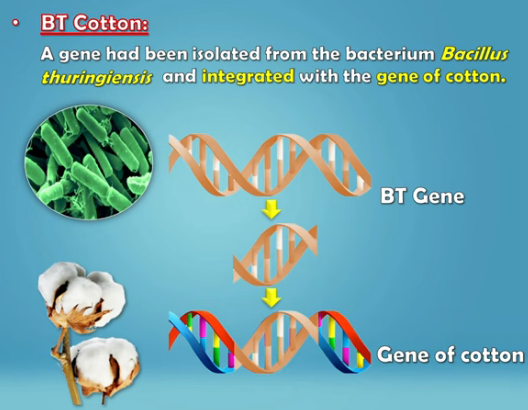 • BT Cotton:
A gene had been isolated from the bacterium Bacillus
thuringiensis and integrated with the gene of cotton.
BT Gene
Gene of cotton